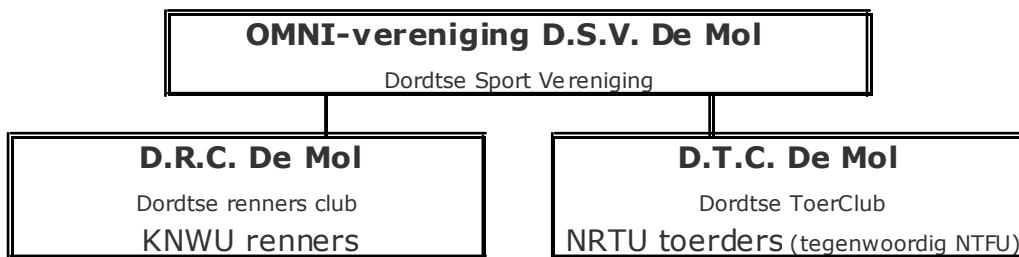 OMNI-vereniging D.S.V. De Mol
Dordtse Sport Vereniging
D.R.C. De Mol
Dordtse renners club
KNWU renners
D.T.C. De Mol
Dordtse ToerClub
NRTU toerders (tegenwoordig NTFU)